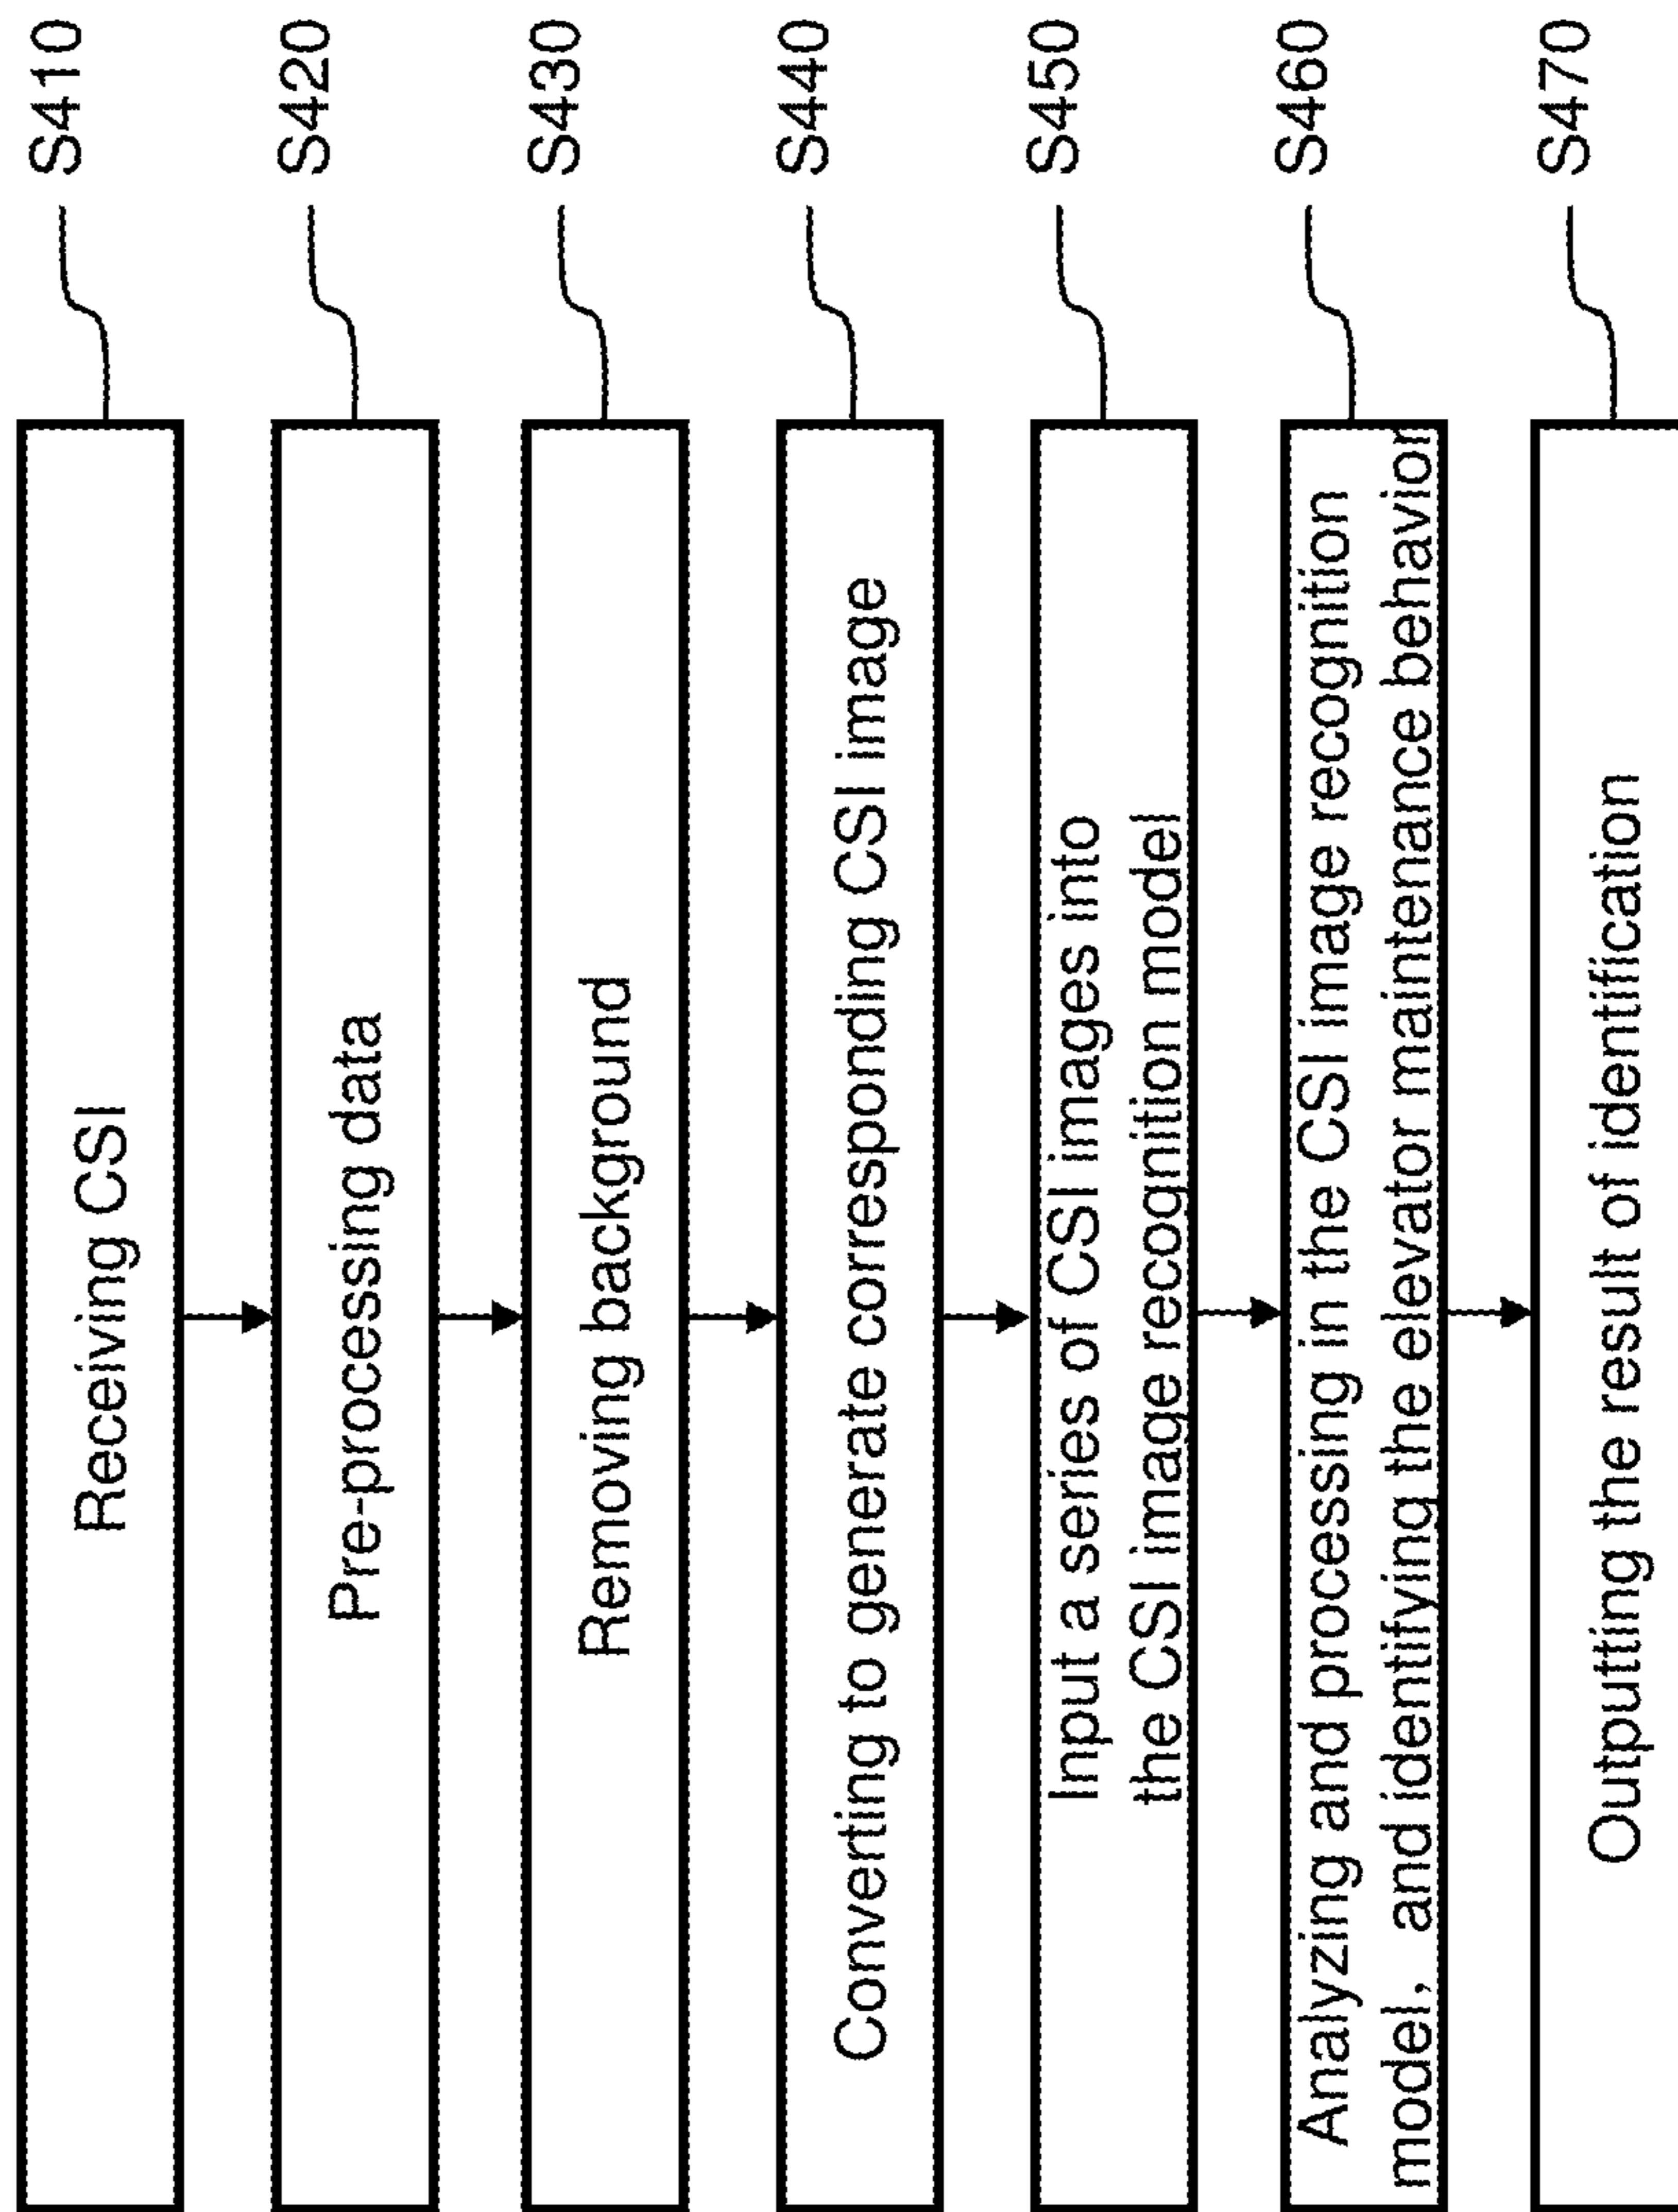 Receiving CSI
S410
Pre-processing data
S420
Removing background
S430
Converting to generate corresponding CSI image
S440
Input a series of CSI images into
the CSI image recognition model
S450
Analyzing and processing in the CSI image recognition
model, and identifying the elevator maintenance behavior
S460
Outputting the result of identification
S470